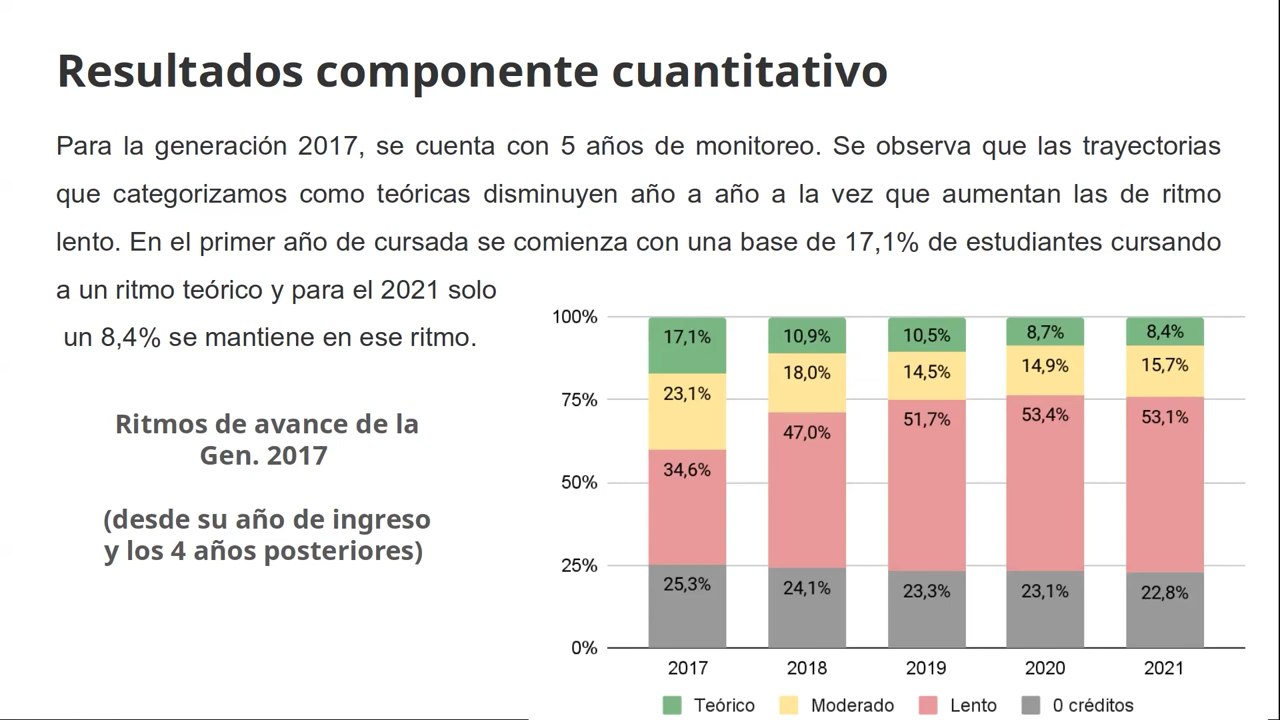 Resultados componente cuantitativo
Para la generación 2017, se cuenta con 5 años de monitoreo. Se observa que las trayectorias
que categorizamos como teóricas disminuyen año a año a la vez que aumentan las de ritmo
lento. En el primer año de cursada se comienza con una base de 17,1% de estudiantes cursando
a un ritmo teórico y para el 2021 solo
un 8,4% se mantiene en ese ritmo.
Ritmos de avance de la
Gen. 2017
(desde su año de ingreso
y los 4 años posteriores)
100%
17,1% 10,9% 10,5% 8,7% 8,4%
23,1% 18,0% 14,5% 14,9% 15,7%
75%
34,6% 47,0% 51,7% 53,4% 53,1%
50%
25%
25,3% 24,1% 23,3% 23,1% 22,8%
0%
2017 2018 2019 2020 2021
Teórico Moderado Lento 0 créditos